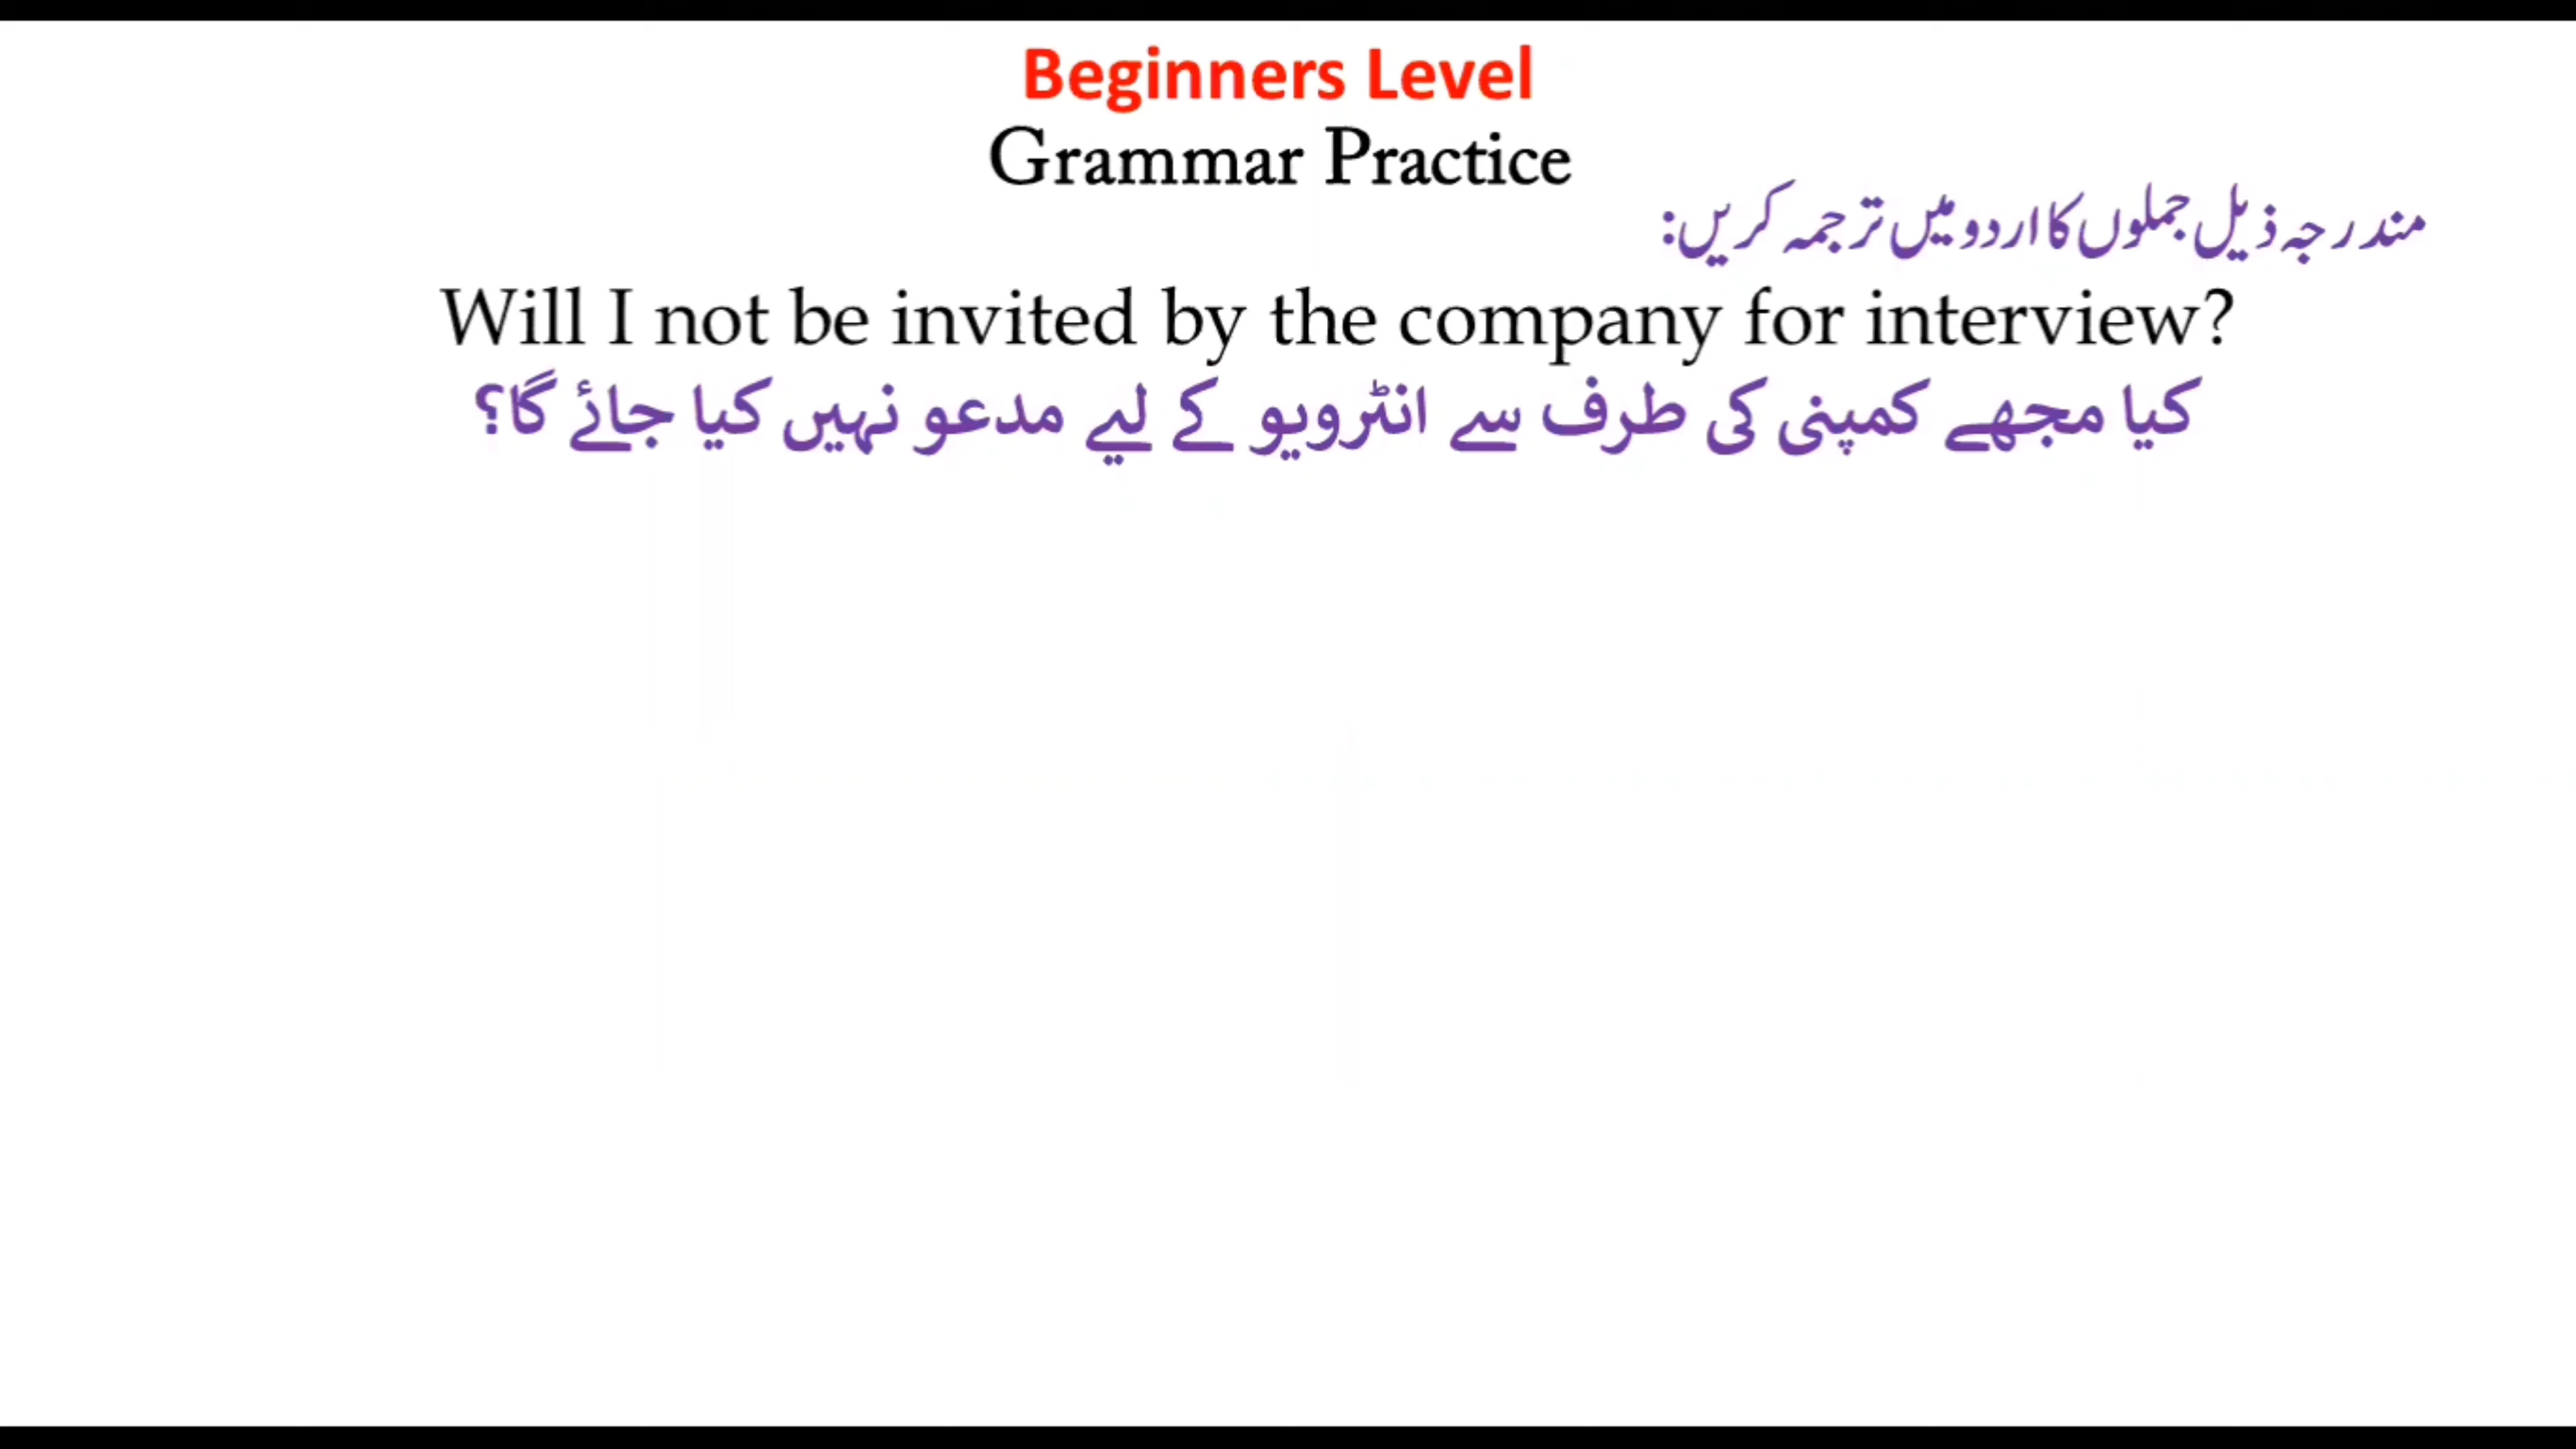 Beginners Level
Grammar Practice
مندرجہ ذیل جملوں کا اردو میں ترجمہ کریں:
Will I not be invited by the company for interview?
کیا مجھے کمپنی کی طرف سے انٹرویو کے لیے مدعو نہیں کیا جائے گا؟